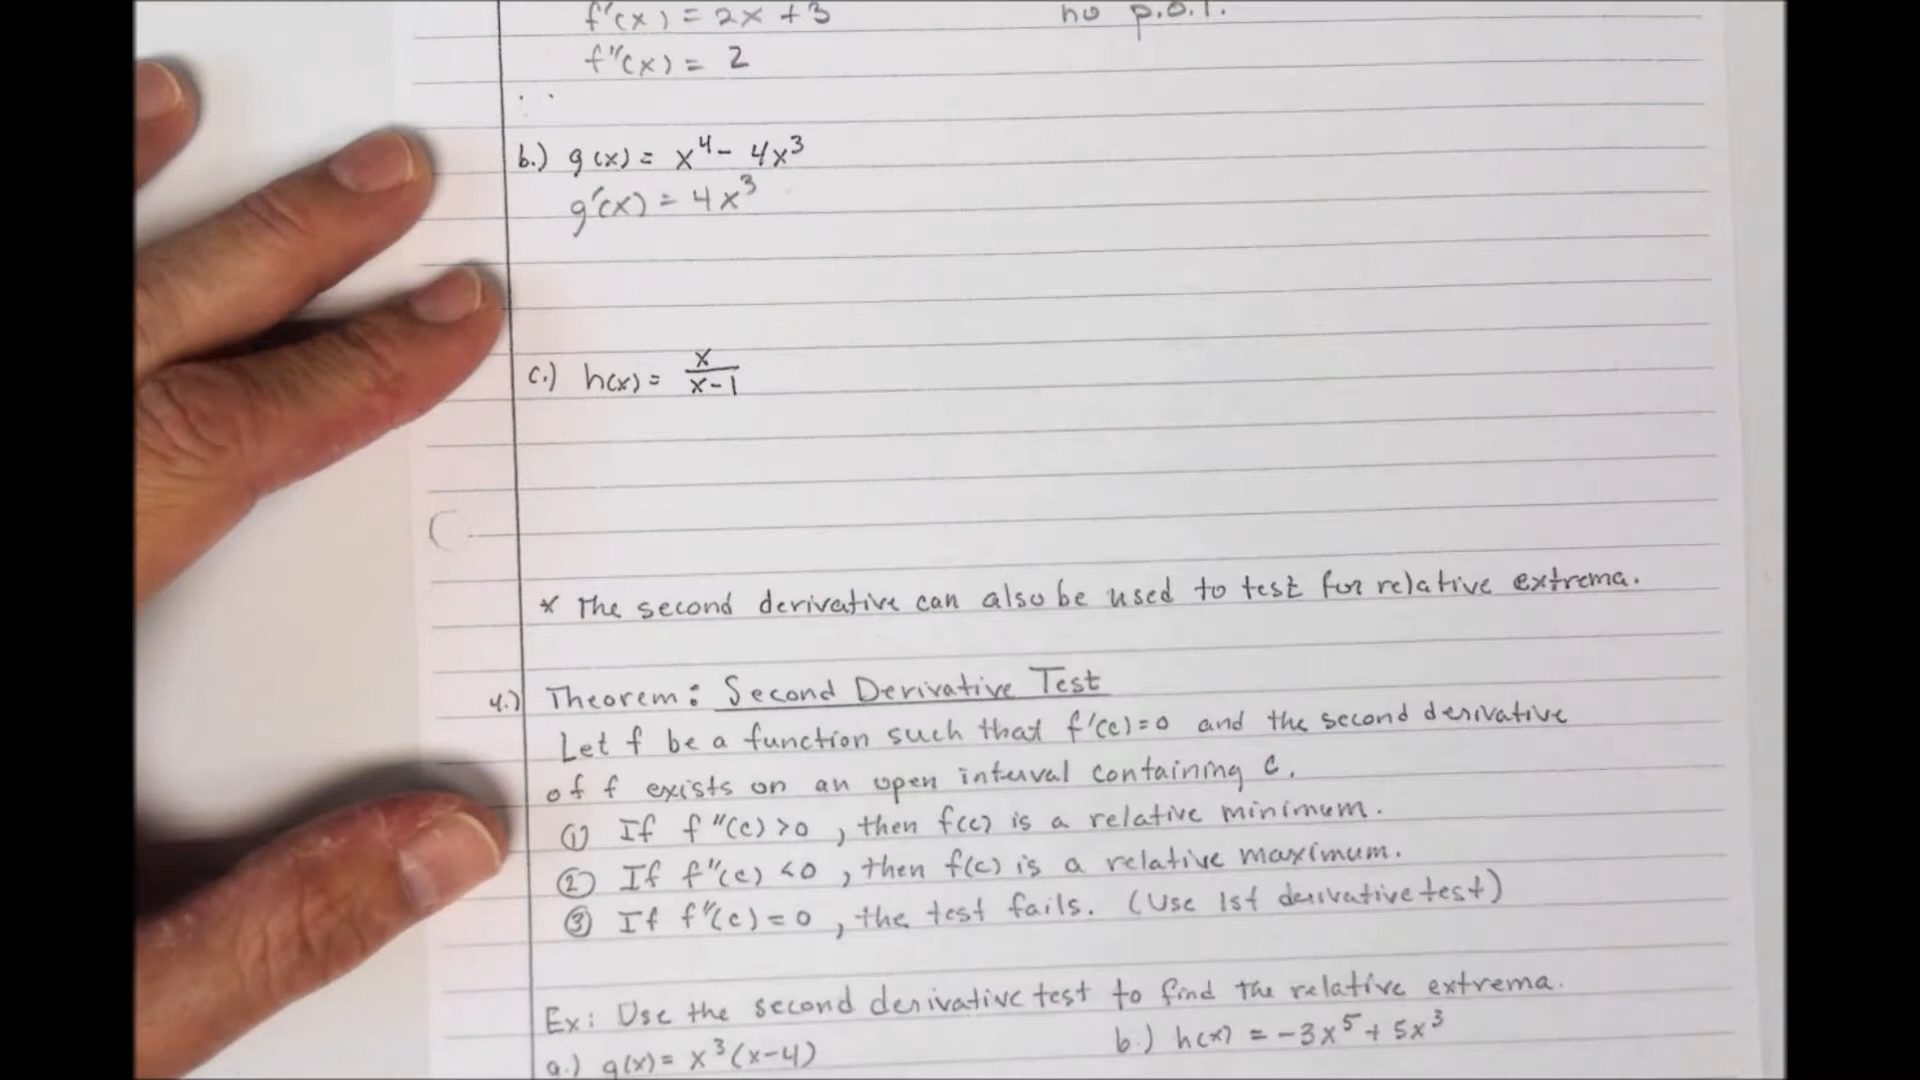 f'(x) = 2x + 3
no p.o.i.
f''(x) = 2
b.) g(x) = x⁴ - 4x³
g'(x) = 4x³
c.) h(x) = x/(x-1)
* The second derivative can also be used to test for relative extrema.
4.) Theorem: Second Derivative Test
Let f be a function such that f'(c)=0 and the second derivative
of f exists on an open interval containing c.
① If f''(c) >0, then f(c) is a relative minimum.
② If f''(c) <0, then f(c) is a relative maximum.
③ If f''(c) = 0, the test fails. (Use 1st derivative test)
Ex: Use the second derivative test to find the relative extrema.
a.) g(x) = x³(x-4)
b.) h(x) = -3x⁵ + 5x³